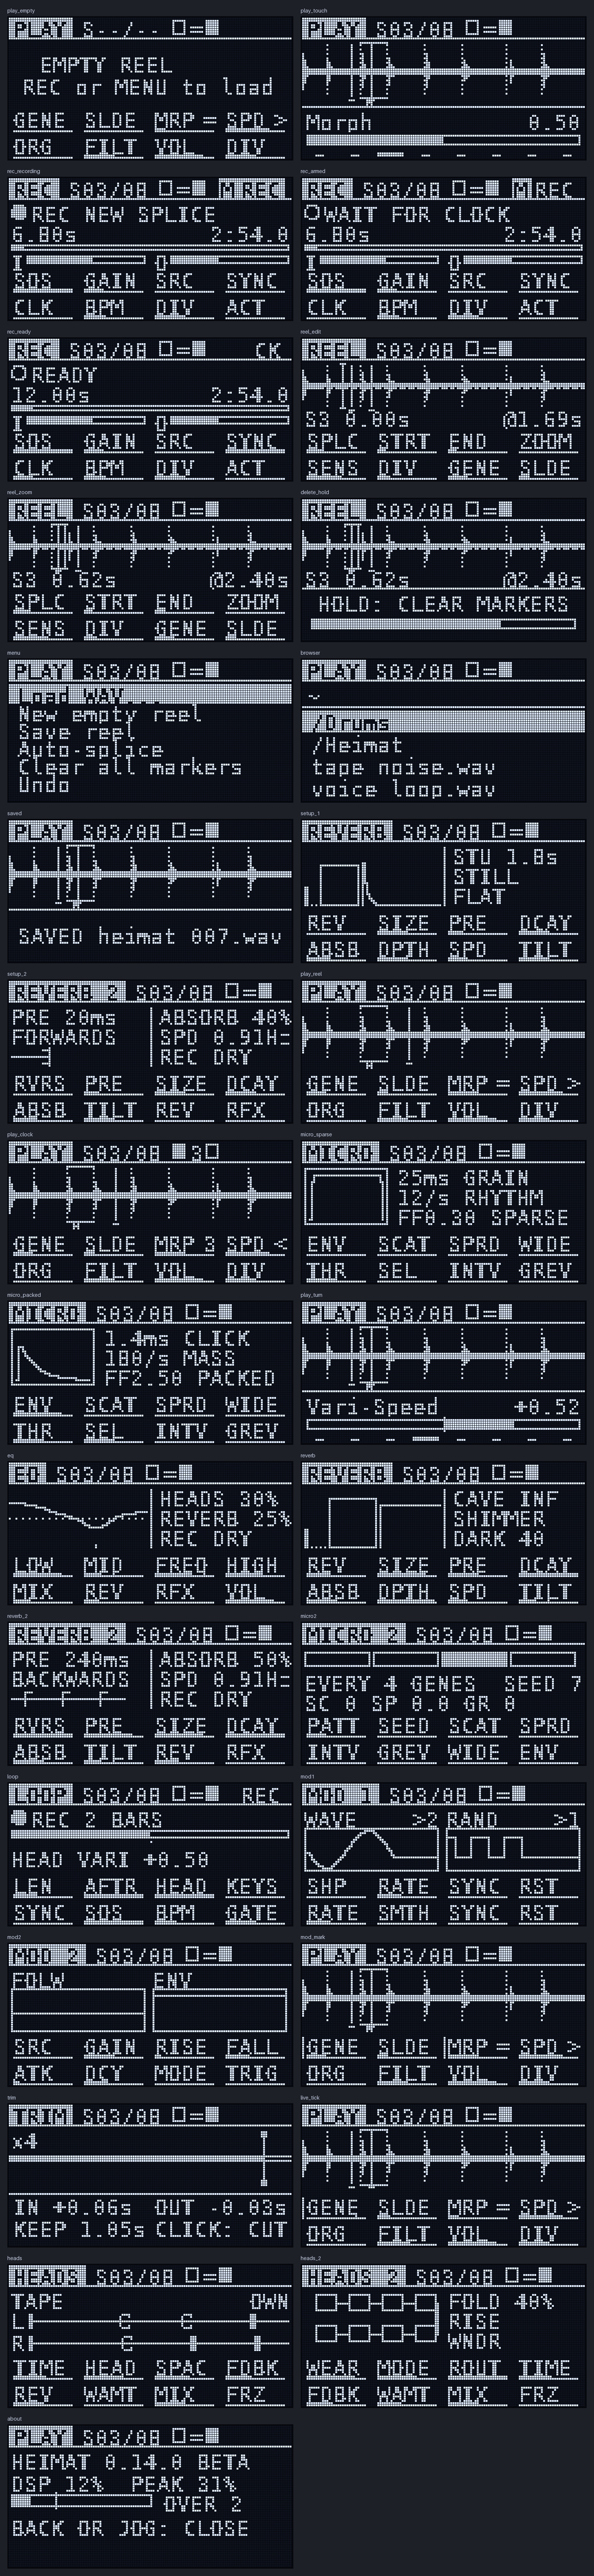 play_empty
PLAY S--/-- □=■
EMPTY REEL
REC or MENU to load
GENE SLDE MRP = SPD >
ORG FILT VOL DIV
play_touch
PLAY S03/08 □=■
Morph 0.50
rec_recording
REC S03/08 □=■ M:REC
REC NEW SPLICE
6.80s 2:54.0
I O
SOS GAIN SRC SYNC
CLK BPM DIV ACT
rec_armed
REC S03/08 □=■ M:REC
WAIT FOR CLOCK
6.80s 2:54.0
I O
SOS GAIN SRC SYNC
CLK BPM DIV ACT
rec_ready
REC S03/08 □=■ CK
READY
12.00s 2:54.0
I O
SOS GAIN SRC SYNC
CLK BPM DIV ACT
reel_edit
REEL S03/08 □=■
S3 0.00s @1.69s
SPLC STRT END ZOOM
SENS DIV GENE SLDE
reel_zoom
REEL S03/08 □=■
S3 0.62s @2.40s
SPLC STRT END ZOOM
SENS DIV GENE SLDE
delete_hold
REEL S03/08 □=■
S3 0.62s @2.40s
HOLD: CLEAR MARKERS
menu
PLAY S03/08 □=■
Load WAV
New empty reel
Save reel
Auto-splice
Clear all markers
Undo
browser
PLAY S03/08 □=■
~
/Drums
/Heimat
tape noise.wav
voice loop.wav
saved
PLAY S03/08 □=■
SAVED heimat 007.wav
setup_1
REVERB S03/08 □=■
STU 1.8s
STILL
FLAT
REV SIZE PRE DCAY
ABSB DPTH SPD TILT
setup_2
REVERB 2 S03/08 □=■
PRE 20ms ABSORB 40%
FORWARDS SPD 0.91Hz
REC DRY
RVRS PRE SIZE DCAY
ABSB TILT REV RFX
play_reel
PLAY S03/08 □=■
GENE SLDE MRP = SPD >
ORG FILT VOL DIV
play_clock
PLAY S03/08 ■3□
GENE SLDE MRP 3 SPD <
ORG FILT VOL DIV
micro_sparse
MICRO S03/08 □=■
25ms GRAIN
12/s RHYTHM
FF0.30 SPARSE
ENV SCAT SPRD WIDE
THR SEL INTV GREV
micro_packed
MICRO S03/08 □=■
1.4ms CLICK
180/s MASS
FF2.50 PACKED
ENV SCAT SPRD WIDE
THR SEL INTV GREV
play_turn
PLAY S03/08 □=■
Vari-Speed +0.52
eq
EQ S03/08 □=■
HEADS 30%
REVERB 25%
REC DRY
LOW MID FREQ HIGH
MIX REV RFX VOL
reverb
REVERB S03/08 □=■
CAVE INF
SHIMMER
DARK 40
REV SIZE PRE DCAY
ABSB DPTH SPD TILT
reverb_2
REVERB 2 S03/08 □=■
PRE 240ms ABSORB 50%
BACKWARDS SPD 0.91Hz
REC DRY
RVRS PRE SIZE DCAY
ABSB TILT REV RFX
micro2
MICRO 2 S03/08 □=■
EVERY 4 GENES SEED 7
SC 0 SP 0.0 GR 0
PATT SEED SCAT SPRD
INTV GREV WIDE ENV
loop
LOOP S03/08 □=■ REC
REC 2 BARS
HEAD VARI +0.50
LEN AFTR HEAD KEYS
SYNC SOS BPM GATE
mod1
MOD 1 S03/08 □=■
WAVE >2 RAND >1
SHP RATE SYNC RST
RATE SMTH SYNC RST
mod2
MOD 2 S03/08 □=■
FOLW ENV
SRC GAIN RISE FALL
ATK DCY MODE TRIG
mod_mark
PLAY S03/08 □=■
GENE SLDE MRP = SPD >
ORG FILT VOL DIV
trim
TRIM S03/08 □=■
x4
IN +0.06s OUT -0.03s
KEEP 1.05s CLICK: CUT
live_tick
PLAY S03/08 □=■
GENE SLDE MRP = SPD >
ORG FILT VOL DIV
heads
HEADS S03/08 □=■
TAPE OWN
L
R
TIME HEAD SPAC FDBK
REV WAMT MIX FRZ
heads_2
HEADS 2 S03/08 □=■
FOLD 40%
RISE
WNDR
WEAR MODE ROUT TIME
FDBK WAMT MIX FRZ
about
PLAY S03/08 □=■
HEIMAT 0.14.0 BETA
DSP 12% PEAK 31%
OVER 2
BACK OR JOG: CLOSE